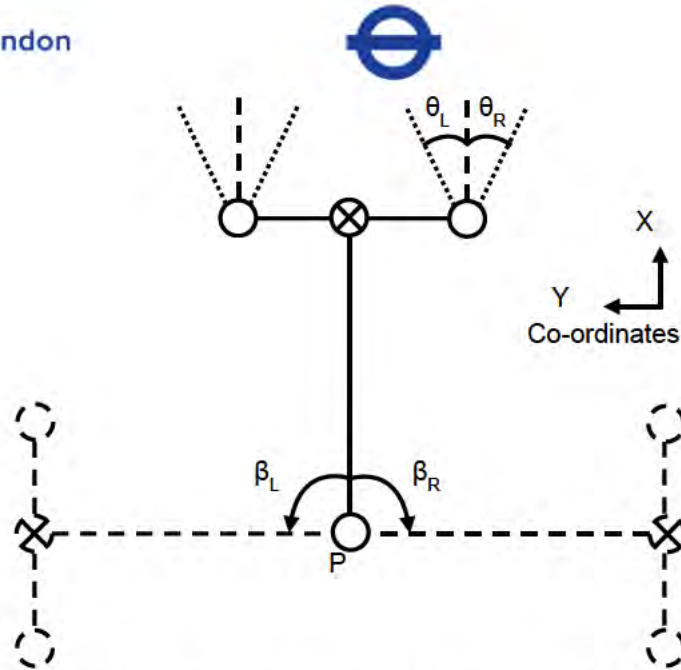 ndon
θL θR
X
Y
Co-ordinates
βL βR
P